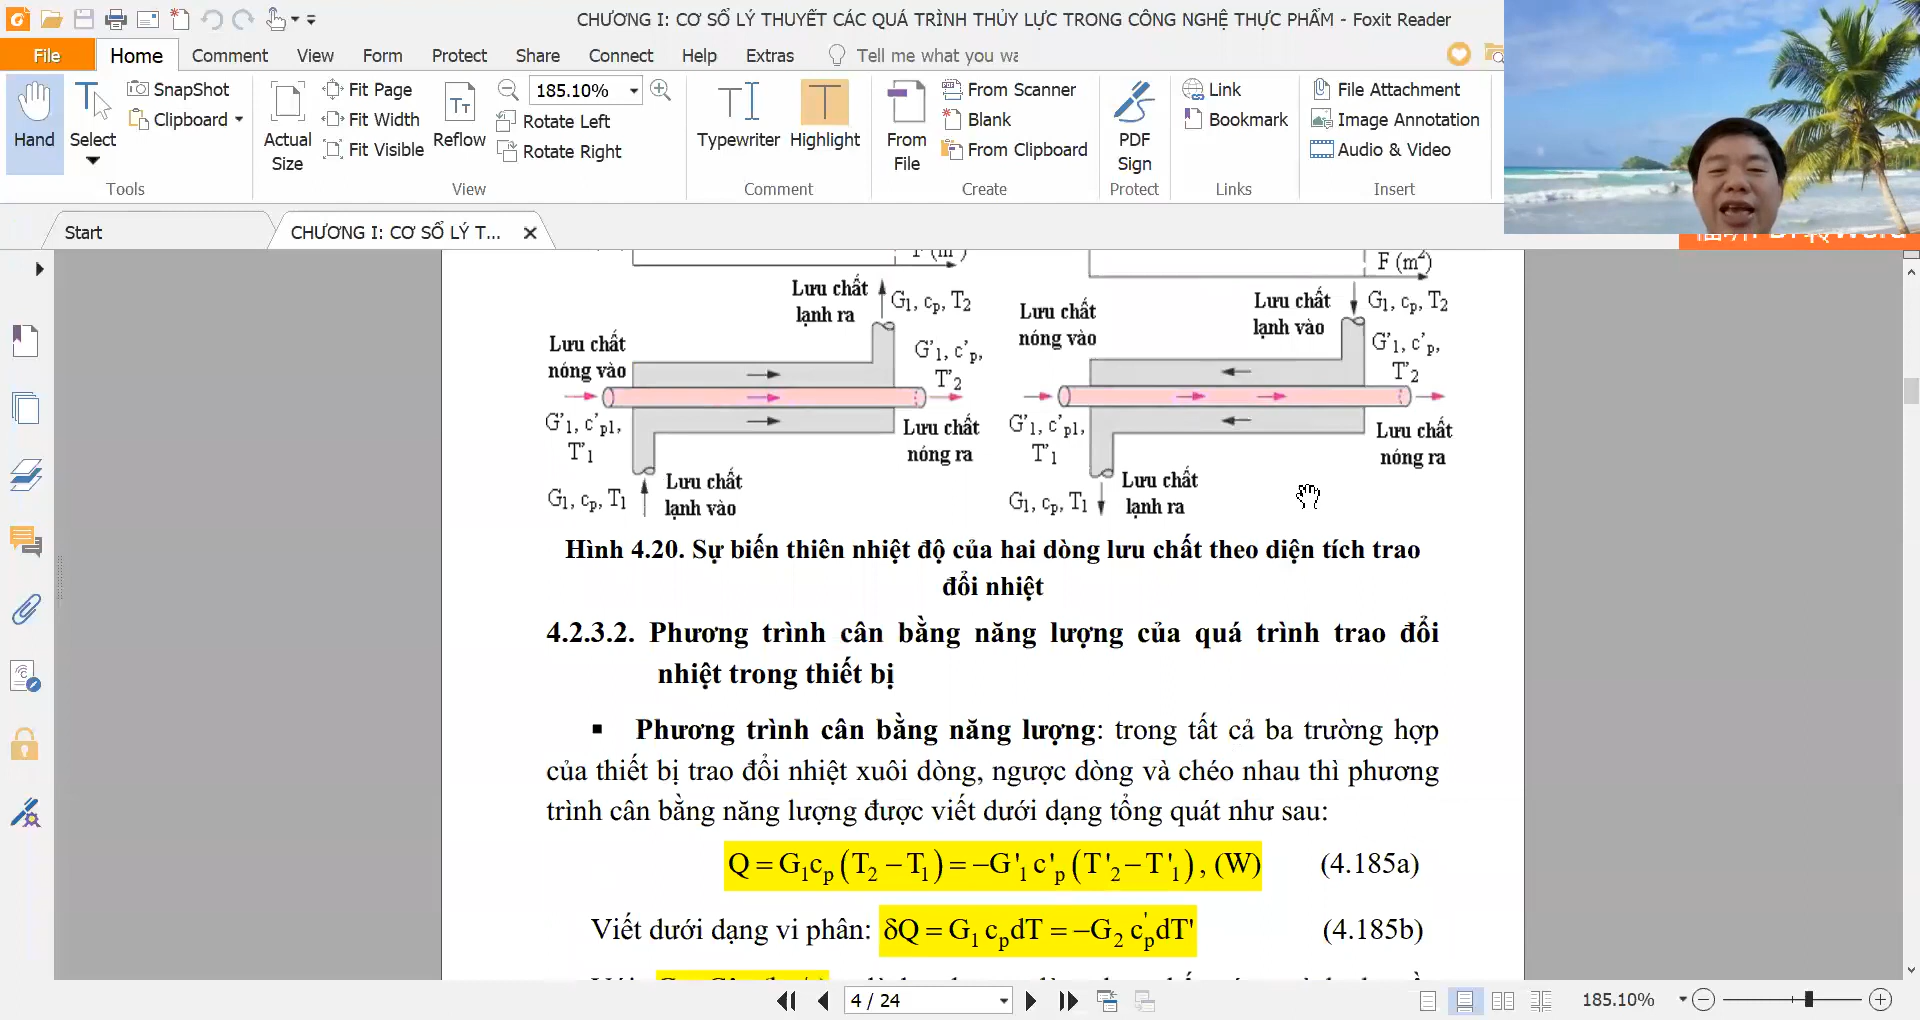 CHƯƠNG I: CƠ SỞ LÝ THUYẾT CÁC QUÁ TRÌNH THỦY LỰC TRONG CÔNG NGHỆ THỰC PHẨM - Foxit Reader
File Home Comment View Form Protect Share Connect Help Extras Tell me what you wa
Hand
Select
SnapShot
Clipboard
Tools
Actual Size
Fit Page
Fit Width
Fit Visible
Reflow
185.10%
Rotate Left
Rotate Right
View
Typewriter
Highlight
Comment
From File
From Scanner
Blank
From Clipboard
Create
PDF Sign
Protect
Link
Bookmark
Links
File Attachment
Image Annotation
Audio & Video
Insert
Start
CHƯƠNG I: CƠ SỞ LÝ T...
F (m²)
Lưu chất
lạnh ra
G₁, cₚ, T₂
Lưu chất
nóng vào
G'₁, c'ₚ,
T'₂
G'₁, c'ₚ₁,
T'₁
Lưu chất
nóng ra
G₁, cₚ, T₁
Lưu chất
lạnh vào
F (m²)
Lưu chất
nóng vào
Lưu chất
lạnh vào
G₁, cₚ, T₂
G'₁, c'ₚ,
T'₂
G'₁, c'ₚ₁,
T'₁
Lưu chất
nóng ra
G₁, cₚ, T₁
Lưu chất
lạnh ra
Hình 4.20. Sự biến thiên nhiệt độ của hai dòng lưu chất theo diện tích trao
đổi nhiệt
4.2.3.2. Phương trình cân bằng năng lượng của quá trình trao đổi
nhiệt trong thiết bị
▪ Phương trình cân bằng năng lượng: trong tất cả ba trường hợp
của thiết bị trao đổi nhiệt xuôi dòng, ngược dòng và chéo nhau thì phương
trình cân bằng năng lượng được viết dưới dạng tổng quát như sau:
Q = G₁cₚ(T₂ − T₁) = −G'₁ c'ₚ(T'₂ − T'₁), (W) (4.185a)
Viết dưới dạng vi phân: δQ = G₁ cₚdT = −G₂ c'ₚdT' (4.185b)
4 / 24
185.10%